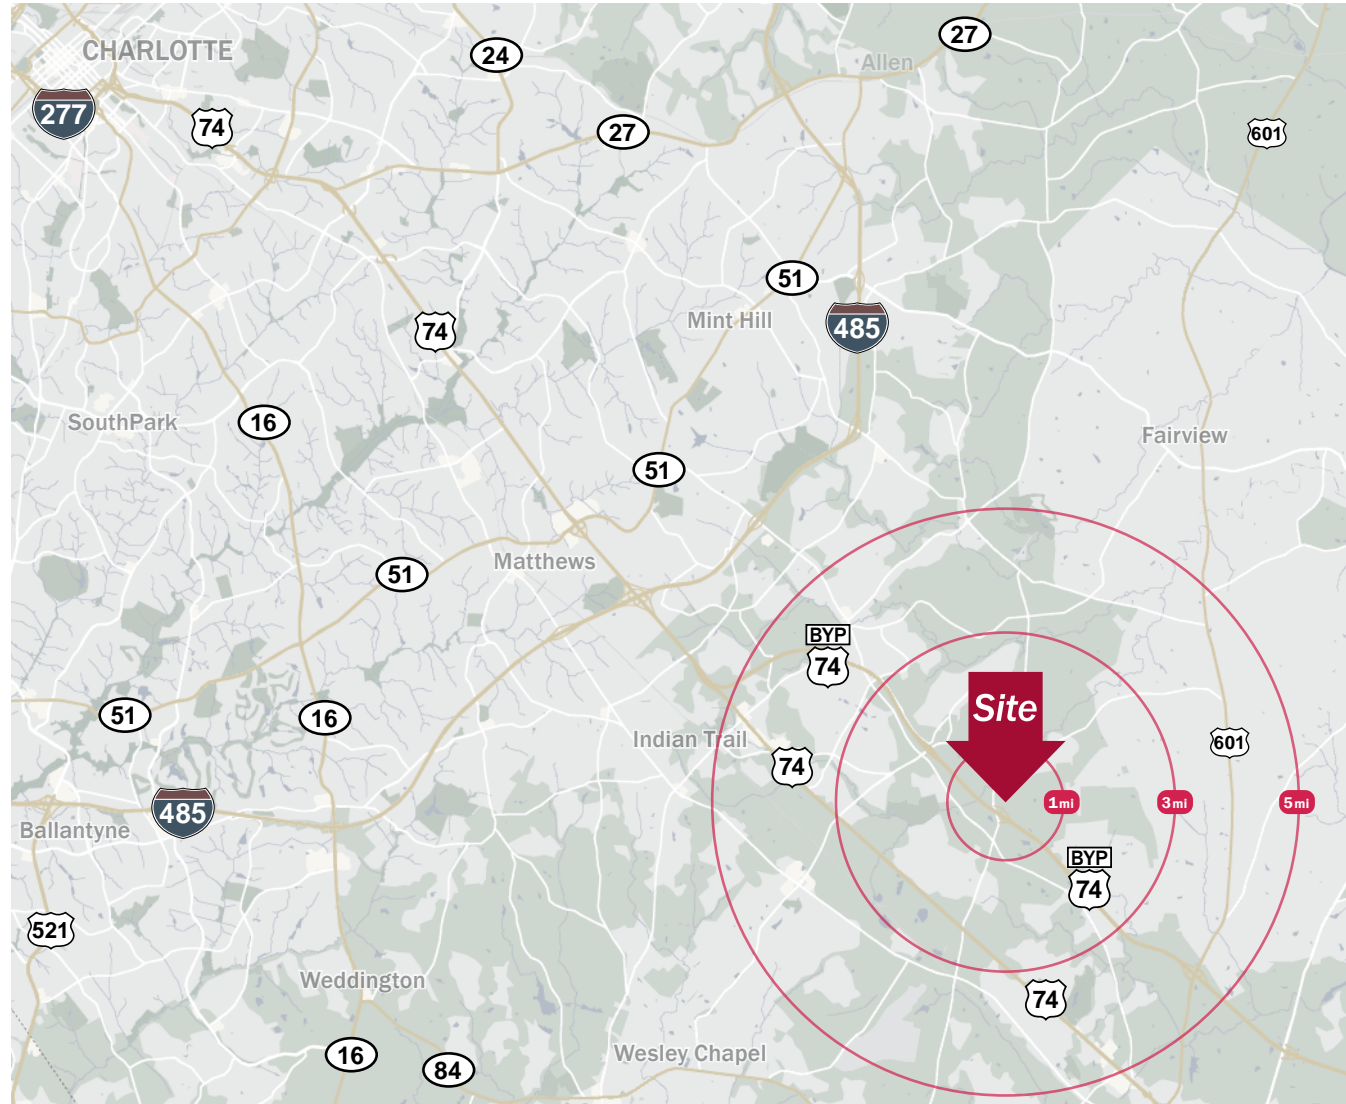 27
24
CHARLOTTE
Allen
277
74
27
601
51
Mint Hill
485
74
SouthPark
16
Fairview
51
Matthews
51
BYP
74
Site
51
16
Indian Trail
601
74
1mi
3mi
5mi
485
Ballantyne
BYP
74
521
Weddington
74
Wesley Chapel
16
84